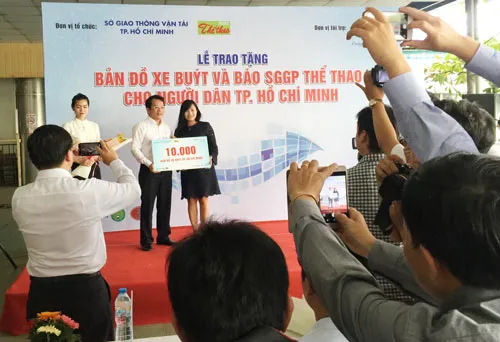 Đơn vị tổ chức:
SỞ GIAO THÔNG VẬN TẢI
TP. HỒ CHÍ MINH
Thể thao
Đơn vị tài trợ:
LỄ TRAO TẶNG
BẢN ĐỒ XE BUÝT VÀ BÁO SGGP THỂ THAO
CHO NGƯỜI DÂN TP. HỒ CHÍ MINH
10.000